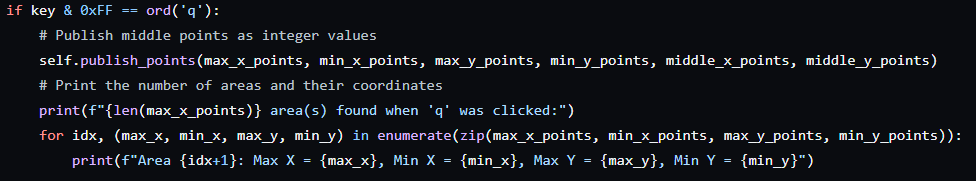 if key & 0xFF == ord('q'):
    # Publish middle points as integer values
    self.publish_points(max_x_points, min_x_points, max_y_points, min_y_points, middle_x_points, middle_y_points)
    # Print the number of areas and their coordinates
    print(f"{len(max_x_points)} area(s) found when 'q' was clicked:")
    for idx, (max_x, min_x, max_y, min_y) in enumerate(zip(max_x_points, min_x_points, max_y_points, min_y_points)):
        print(f"Area {idx+1}: Max X = {max_x}, Min X = {min_x}, Max Y = {max_y}, Min Y = {min_y}")